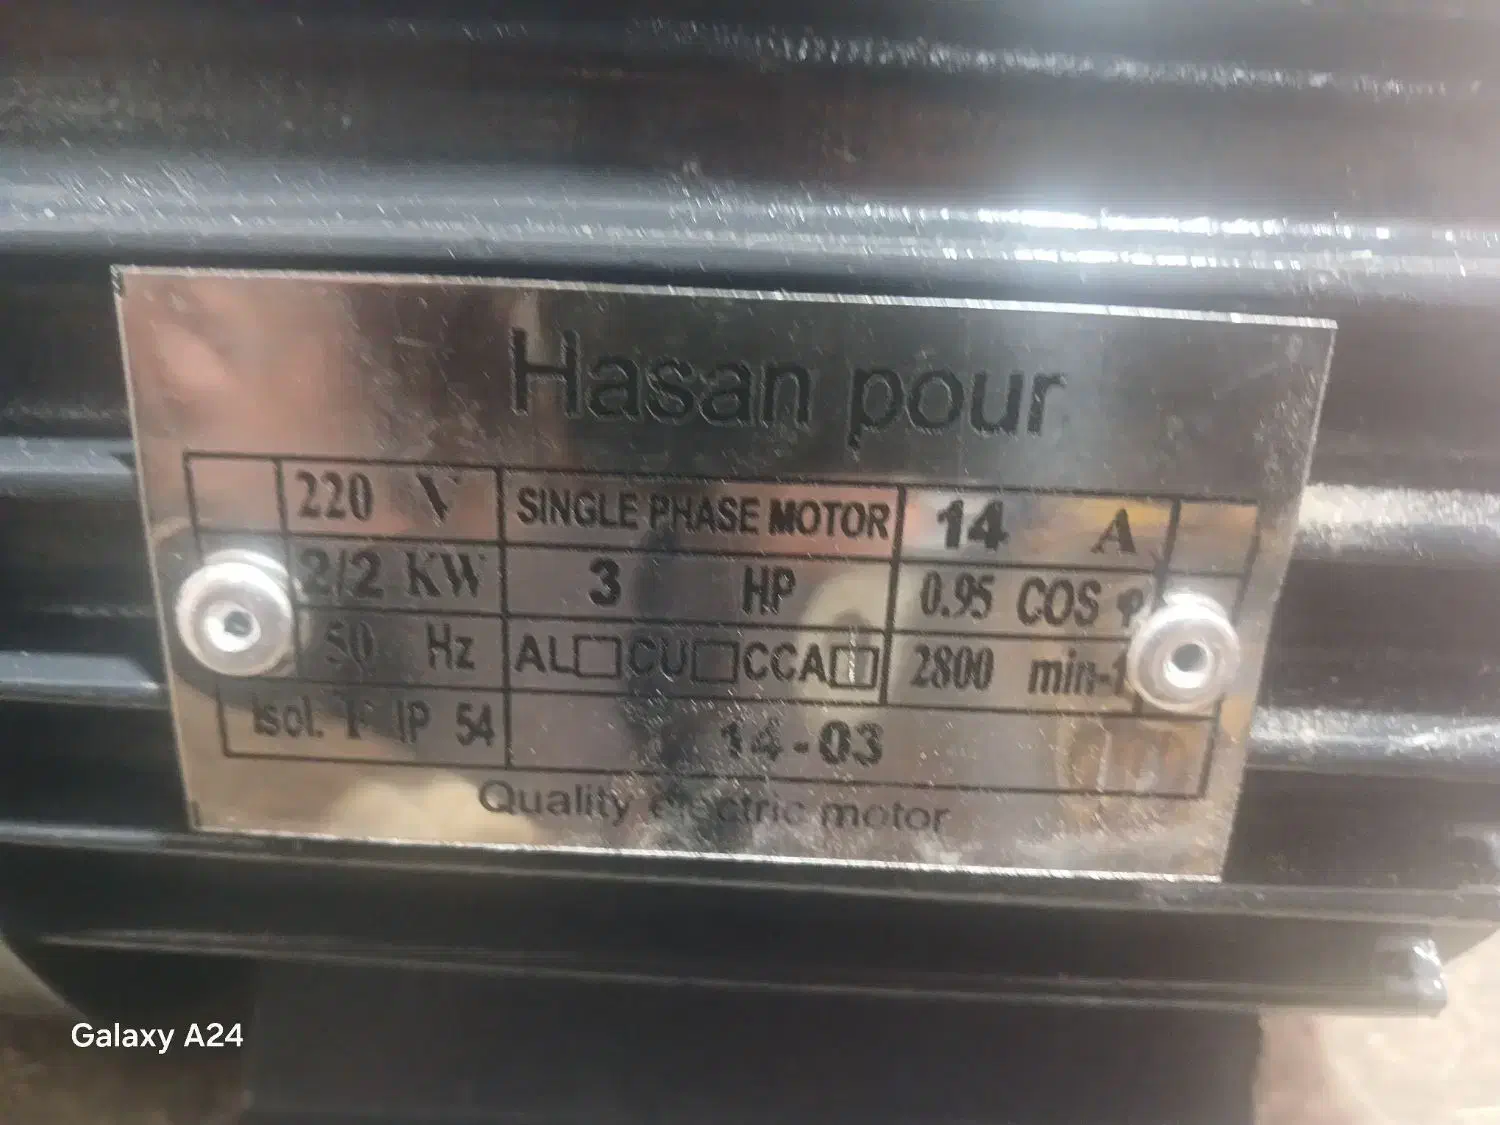 Hasan pour
220 V SINGLE PHASE MOTOR 14 A
2/2 KW 3 HP 0.95 COS φ
50 Hz AL CU CCA 2800 min-1
Isol. F IP 54 14-03
Quality electric motor
Galaxy A24